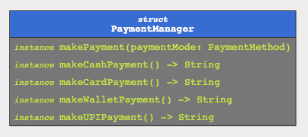 struct
PaymentManager
instance makePayment(paymentMode: PaymentMethod)
instance makeCashPayment() -> String
instance makeCardPayment() -> String
instance makeWalletPayment() -> String
instance makeUPIPayment() -> String